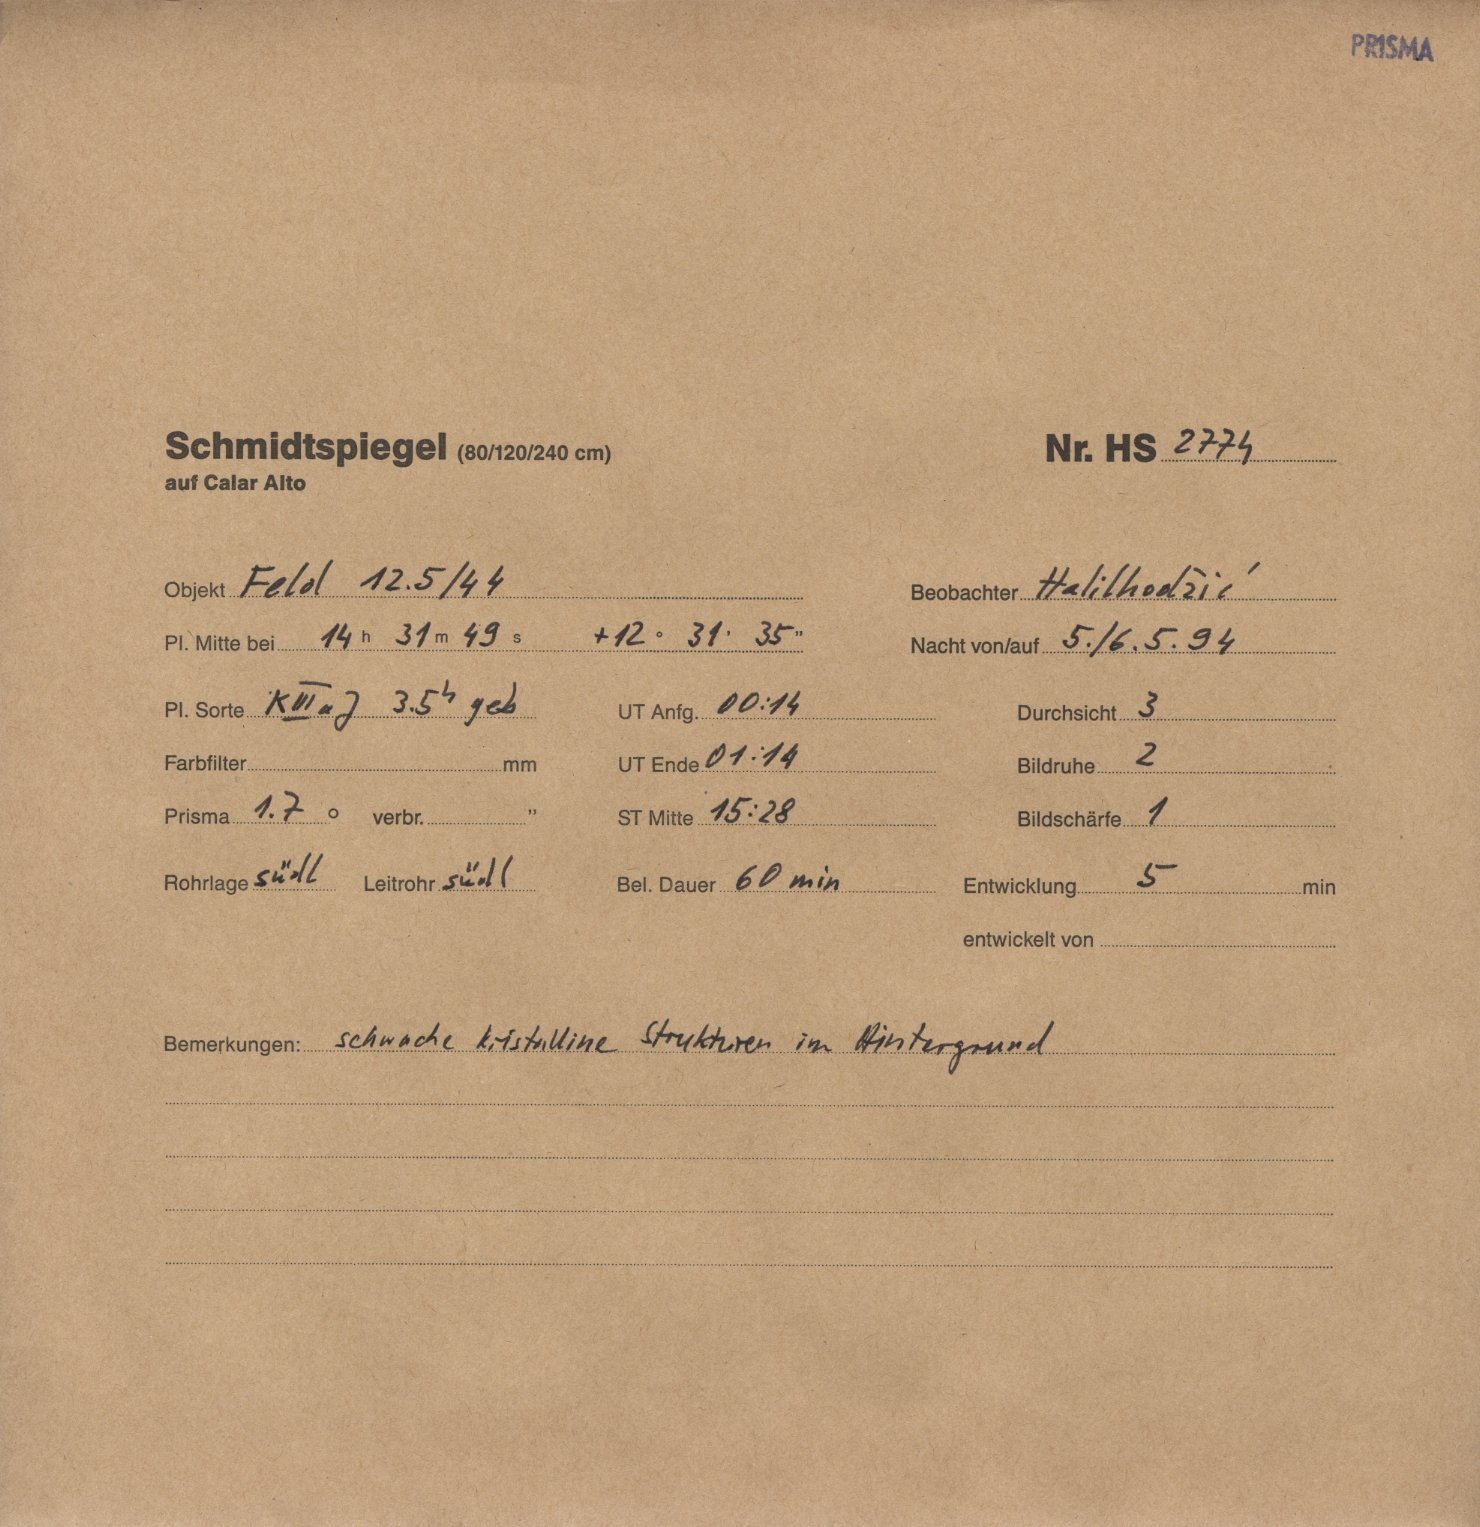 PRISMA
Schmidtspiegel (80/120/240 cm) Nr. HS 2774
auf Calar Alto
Objekt Feld 12.5/44 Beobachter Halilhodžić
Pl. Mitte bei 14 h 31 m 49 s +12 ° 31 ' 35 "
Nacht von/auf 5./6.5.94
Pl. Sorte KIIIaJ 3.5h geb UT Anfg. 00:14 Durchsicht 3
Farbfilter mm UT Ende 01:14 Bildruhe 2
Prisma 1.7 ° verbr. " ST Mitte 15:28 Bildschärfe 1
Rohrlage südl Leitrohr südl Bel. Dauer 60 min Entwicklung 5 min
entwickelt von
Bemerkungen: schwache kristalline Strukturen im Hintergrund